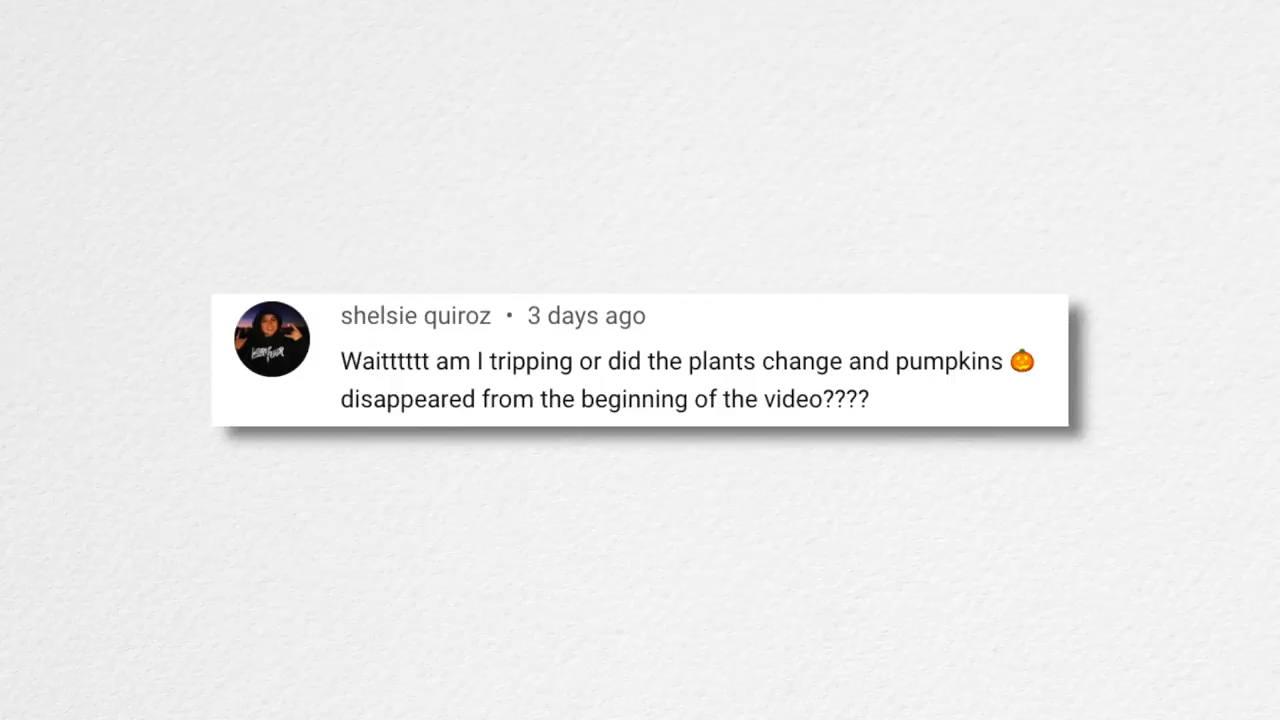 shelsie quiroz • 3 days ago
Waitttttt am I tripping or did the plants change and pumpkins 🎃
disappeared from the beginning of the video????